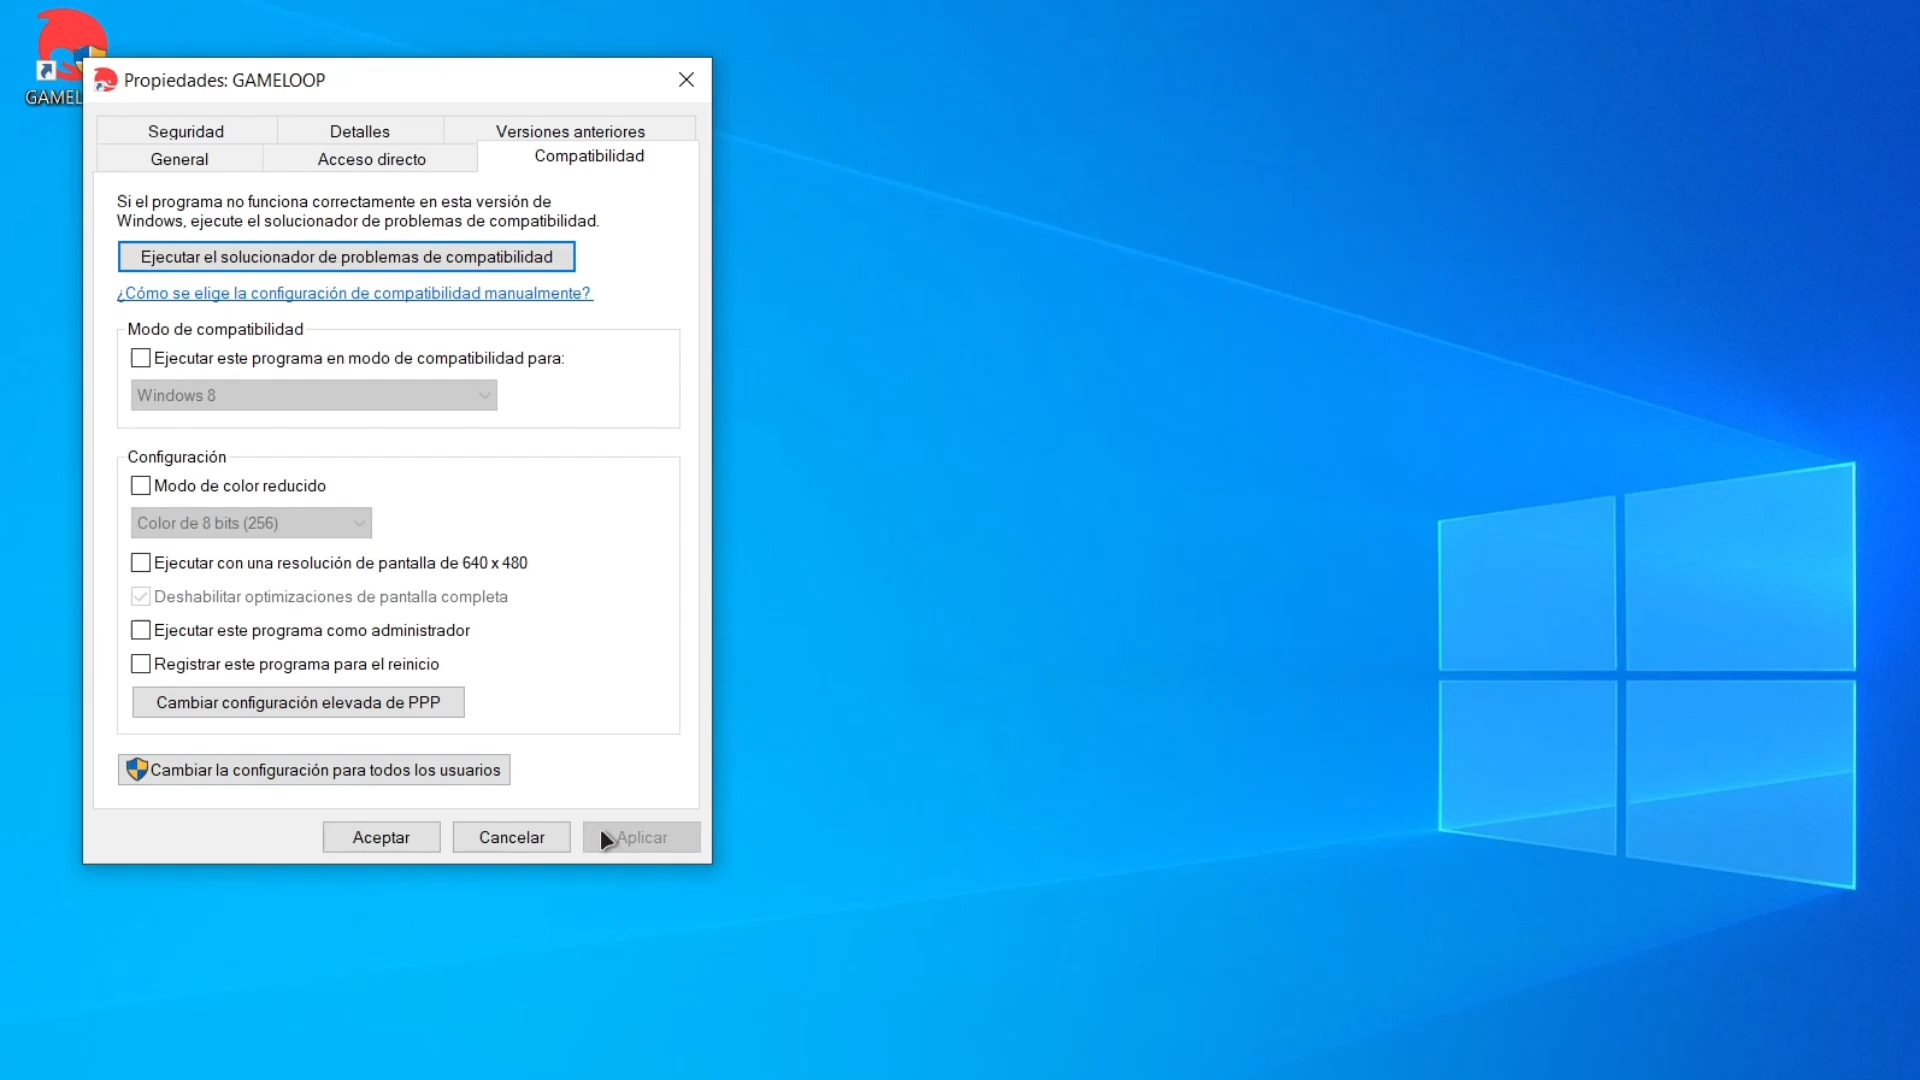 GAMEL
Propiedades: GAMELOOP
Seguridad
Detalles
Versiones anteriores
General
Acceso directo
Compatibilidad
Si el programa no funciona correctamente en esta versión de
Windows, ejecute el solucionador de problemas de compatibilidad.
Ejecutar el solucionador de problemas de compatibilidad
¿Cómo se elige la configuración de compatibilidad manualmente?
Modo de compatibilidad
Ejecutar este programa en modo de compatibilidad para:
Windows 8
Configuración
Modo de color reducido
Color de 8 bits (256)
Ejecutar con una resolución de pantalla de 640 x 480
Deshabilitar optimizaciones de pantalla completa
Ejecutar este programa como administrador
Registrar este programa para el reinicio
Cambiar configuración elevada de PPP
Cambiar la configuración para todos los usuarios
Aceptar
Cancelar
Aplicar